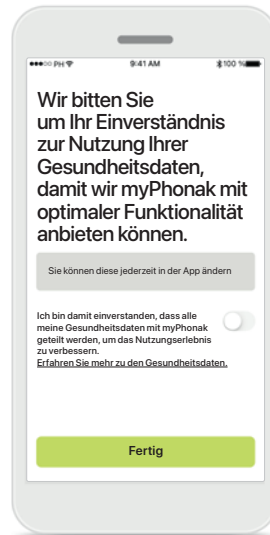 PH
9:41 AM
100 %
Wir bitten Sie
um Ihr Einverständnis
zur Nutzung Ihrer
Gesundheitsdaten,
damit wir myPhonak mit
optimaler Funktionalität
anbieten können.
Sie können diese jederzeit in der App ändern
Ich bin damit einverstanden, dass alle
meine Gesundheitsdaten mit myPhonak
geteilt werden, um das Nutzungserlebnis
zu verbessern.
Erfahren Sie mehr zu den Gesundheitsdaten.
Fertig